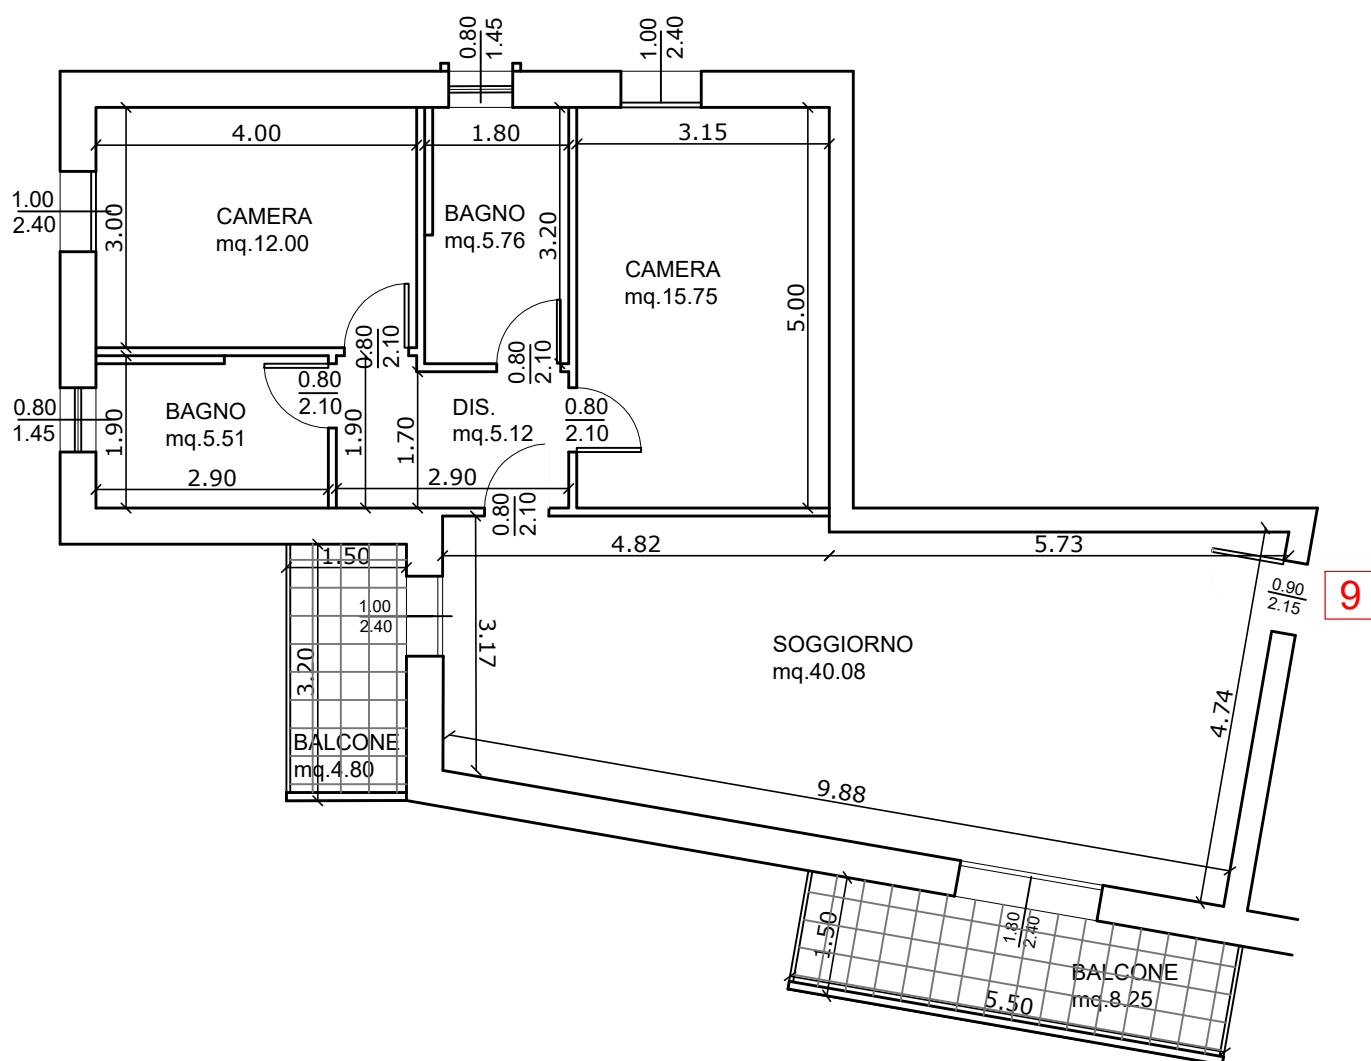 0.80
1.45
1.00
2.40
4.00
1.80
3.15
1.00
2.40
3.00
CAMERA
mq.12.00
BAGNO
mq.5.76
3.20
CAMERA
mq.15.75
5.00
0.80
2.10
0.80
2.10
0.80
2.10
0.80
1.45
1.90
BAGNO
mq.5.51
1.90
1.70
DIS.
mq.5.12
0.80
2.10
2.90
2.90
0.80
2.10
1.50
4.82
5.73
0.90
2.15
9
1.00
2.40
3.17
SOGGIORNO
mq.40.08
3.20
4.74
BALCONE
mq.4.80
9.88
1.50
1.80
2.40
BALCONE
mq.8.25
5.50